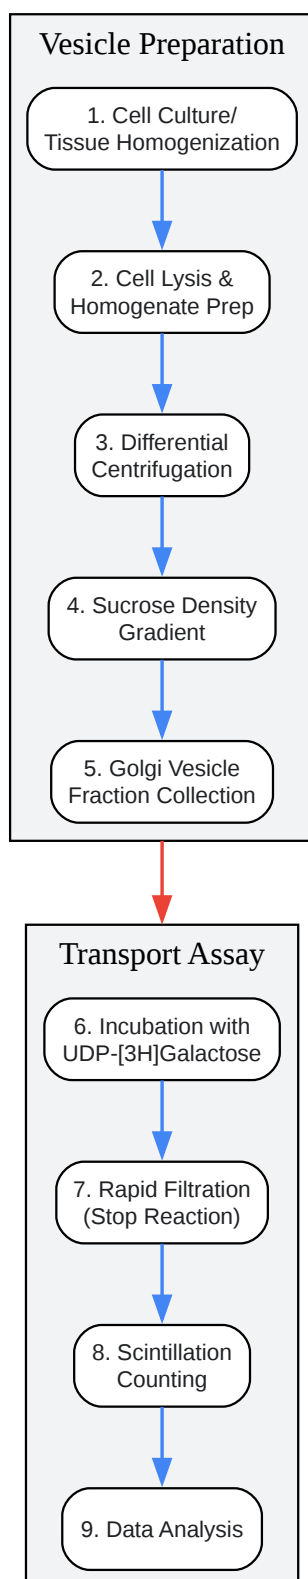 Vesicle Preparation
1. Cell Culture/
Tissue Homogenization
2. Cell Lysis &
Homogenate Prep
3. Differential
Centrifugation
4. Sucrose Density
Gradient
5. Golgi Vesicle
Fraction Collection
Transport Assay
6. Incubation with
UDP-[3H]Galactose
7. Rapid Filtration
(Stop Reaction)
8. Scintillation
Counting
9. Data Analysis